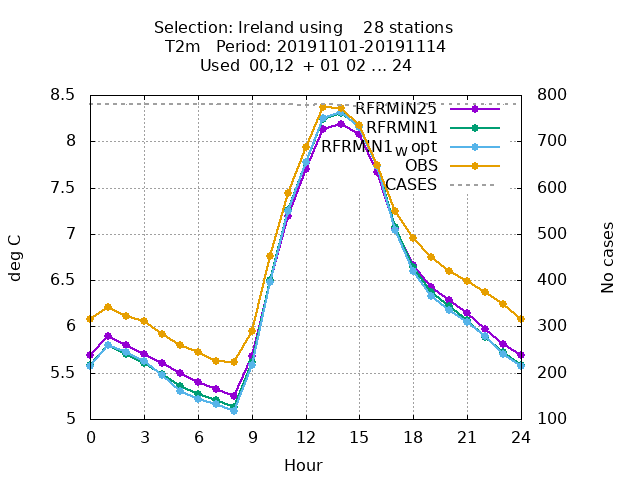 Selection: Ireland using 28 stations
T2m Period: 20191101-20191114
Used 00,12 + 01 02 ... 24
8.5 800
RFRMIN25
RFRMIN1
8 700
RFRMIN1w opt
OBS
CASES
7.5 600
7 500
deg C
No cases
6.5 400
6 300
5.5 200
5 100
0 3 6 9 12 15 18 21 24
Hour